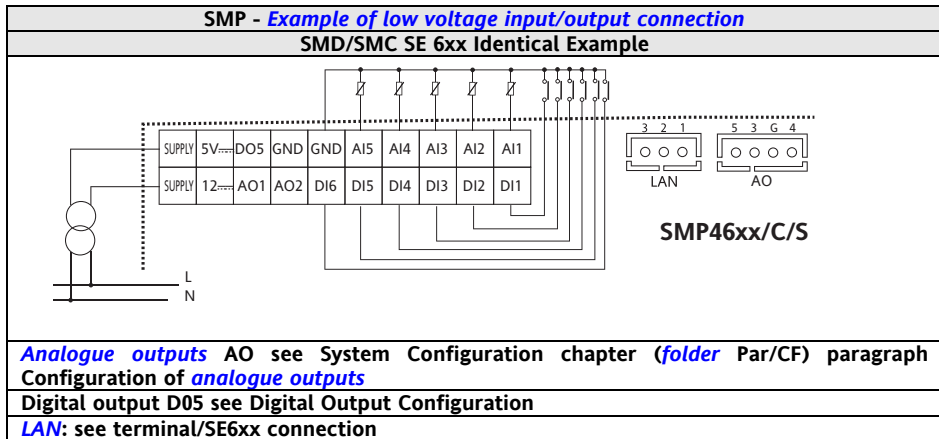 SMP - Example of low voltage input/output connection
SMD/SMC SE 6xx Identical Example
SUPPLY 5V DO5 GND GND AI5 AI4 AI3 AI2 AI1
SUPPLY 12 AO1 AO2 DI6 DI5 DI4 DI3 DI2 DI1
3 2 1
LAN
5 3 G 4
AO
SMP46xx/C/S
L
N
Analogue outputs AO see System Configuration chapter (folder Par/CF) paragraph
Configuration of analogue outputs
Digital output D05 see Digital Output Configuration
LAN: see terminal/SE6xx connection